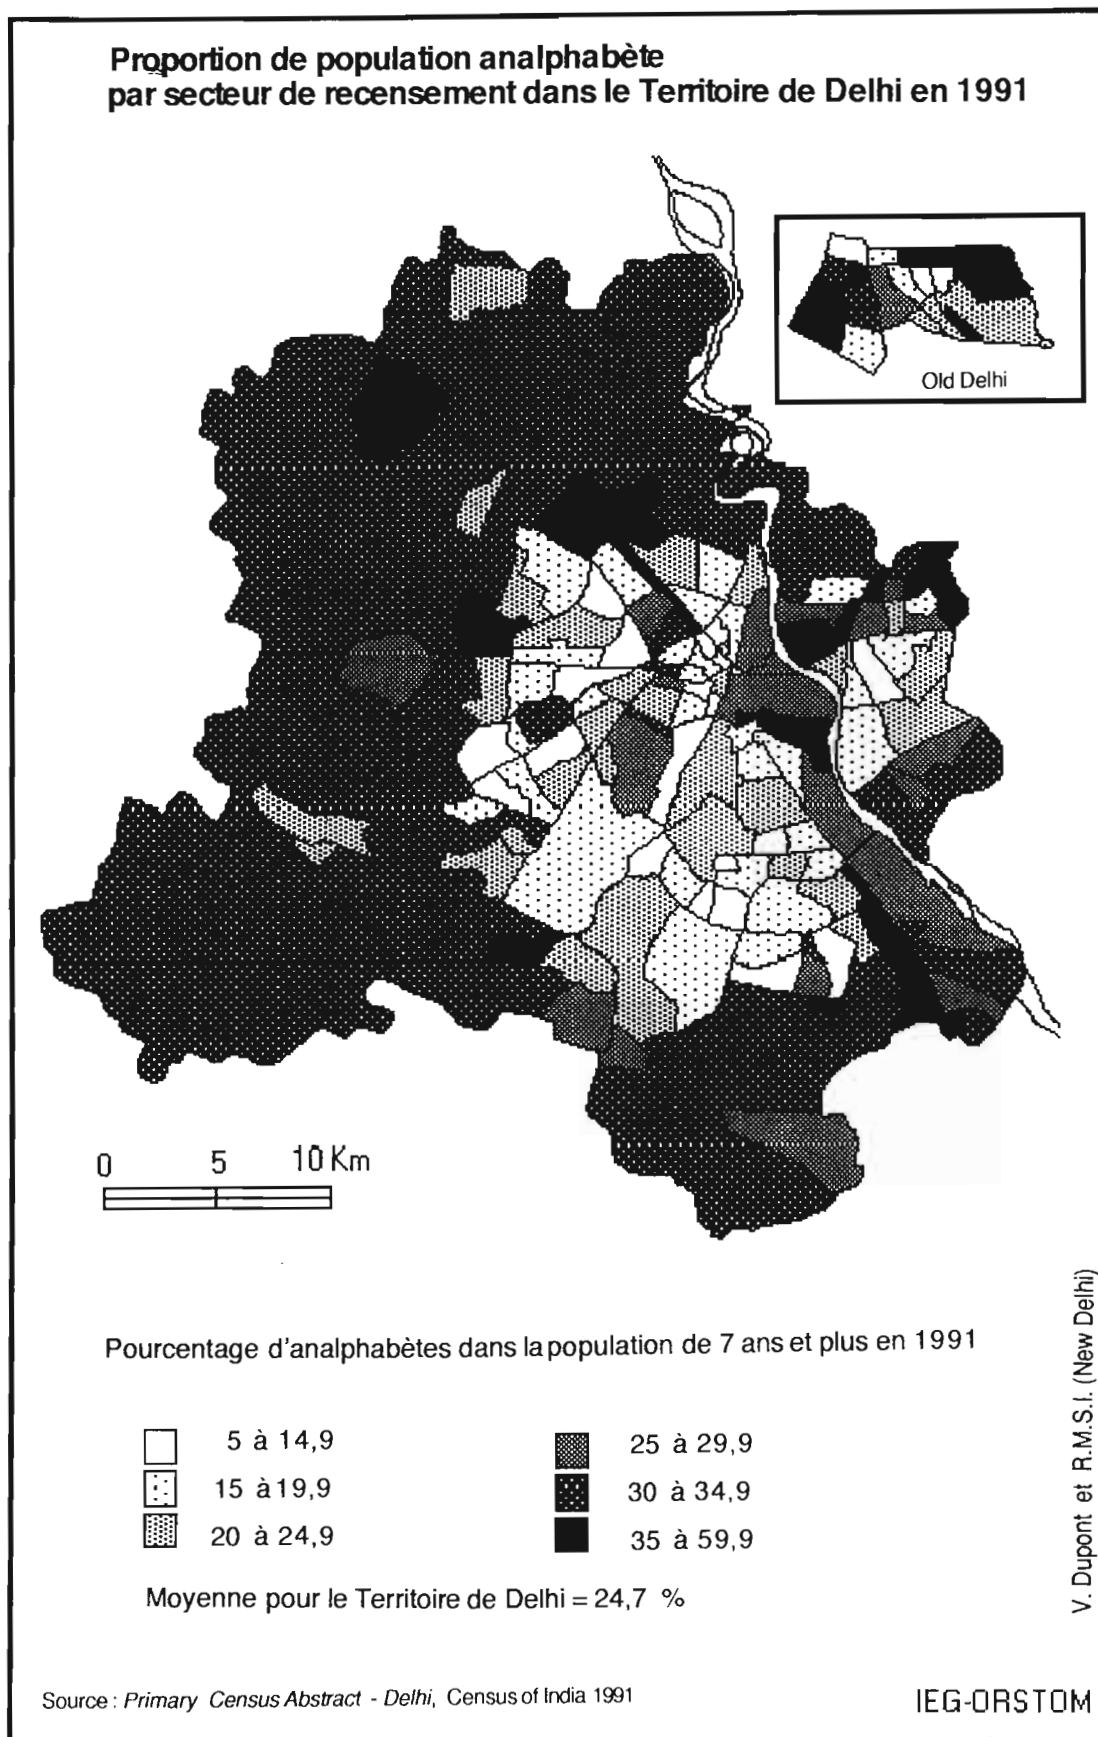 Proportion de population analphabète
par secteur de recensement dans le Territoire de Delhi en 1991
Old Delhi
0 5 10 Km
Pourcentage d'analphabètes dans la population de 7 ans et plus en 1991
5 à 14,9
15 à 19,9
20 à 24,9
25 à 29,9
30 à 34,9
35 à 59,9
Moyenne pour le Territoire de Delhi = 24,7 %
V. Dupont et R.M.S.I. (New Delhi)
Source : Primary Census Abstract - Delhi, Census of India 1991
IEG-ORSTOM